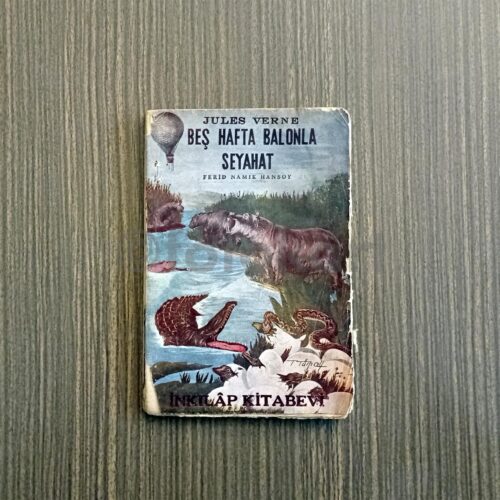 JULES VERNE
BEŞ HAFTA BALONLA
SEYAHAT
FERİD NAMIK HANSOY
İNKILÂP KİTABEVİ